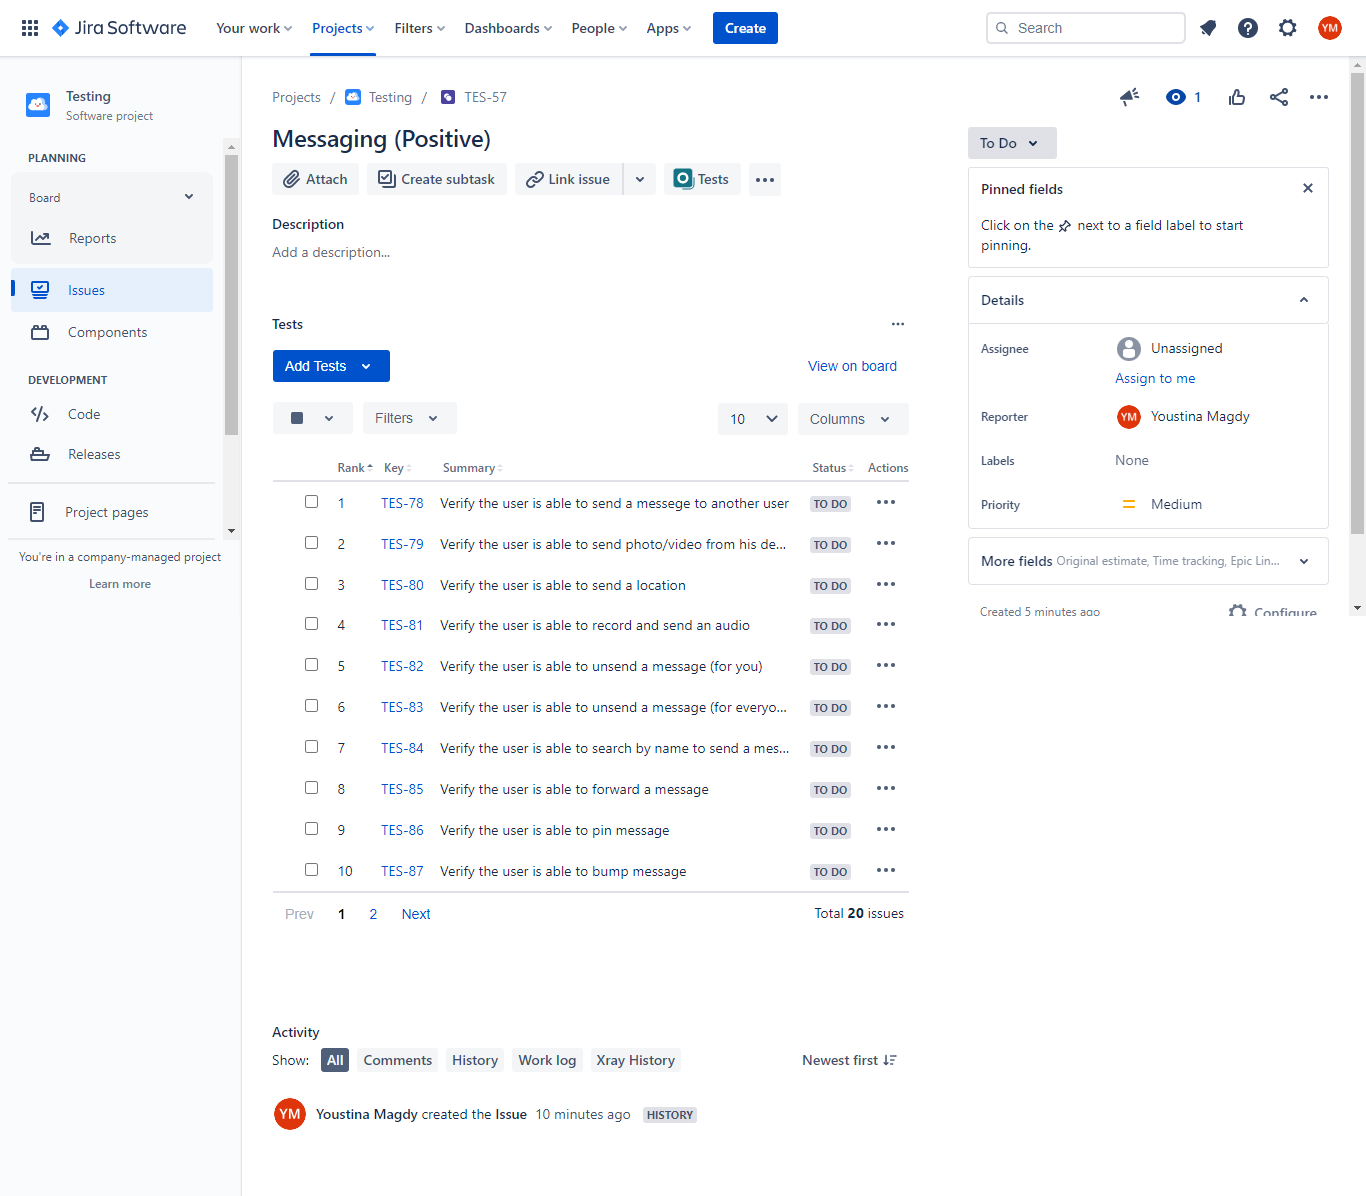 Jira Software Your work Projects Filters Dashboards People Apps Create Search YM
Testing
Software project
PLANNING
Board
Reports
Issues
Components
DEVELOPMENT
Code
Releases
Project pages
You're in a company-managed project
Learn more
Projects / Testing / TES-57
1
Messaging (Positive)
Attach Create subtask Link issue Tests
Description
Add a description...
Tests
Add Tests View on board
Filters 10 Columns
Rank Key Summary Status Actions
1 TES-78 Verify the user is able to send a messege to another user TO DO
2 TES-79 Verify the user is able to send photo/video from his de... TO DO
3 TES-80 Verify the user is able to send a location TO DO
4 TES-81 Verify the user is able to record and send an audio TO DO
5 TES-82 Verify the user is able to unsend a message (for you) TO DO
6 TES-83 Verify the user is able to unsend a message (for everyo... TO DO
7 TES-84 Verify the user is able to search by name to send a mes... TO DO
8 TES-85 Verify the user is able to forward a message TO DO
9 TES-86 Verify the user is able to pin message TO DO
10 TES-87 Verify the user is able to bump message TO DO
Prev 1 2 Next Total 20 issues
Activity
Show: All Comments History Work log Xray History Newest first
YM Youstina Magdy created the Issue 10 minutes ago HISTORY
To Do
Pinned fields
Click on the next to a field label to start
pinning.
Details
Assignee Unassigned
Assign to me
Reporter YM Youstina Magdy
Labels None
Priority Medium
More fields Original estimate, Time tracking, Epic Lin...
Created 5 minutes ago Configure